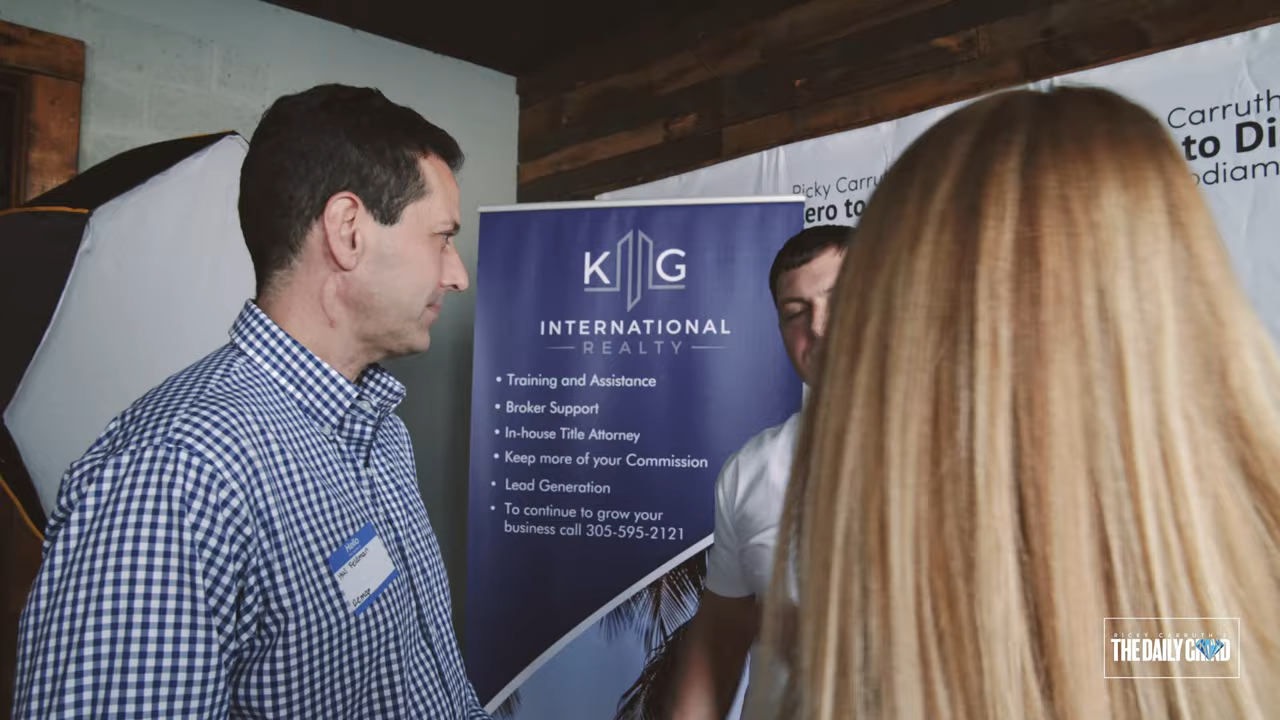 Carruth
to Di
odiam
Ricky Carru
ero to
K G
INTERNATIONAL
REALTY
• Training and Assistance
• Broker Support
• In-house Title Attorney
• Keep more of your Commission
• Lead Generation
• To continue to grow your
business call 305-595-2121
Hello
RICKY CARRUTH'S
THE DAILY GRIND